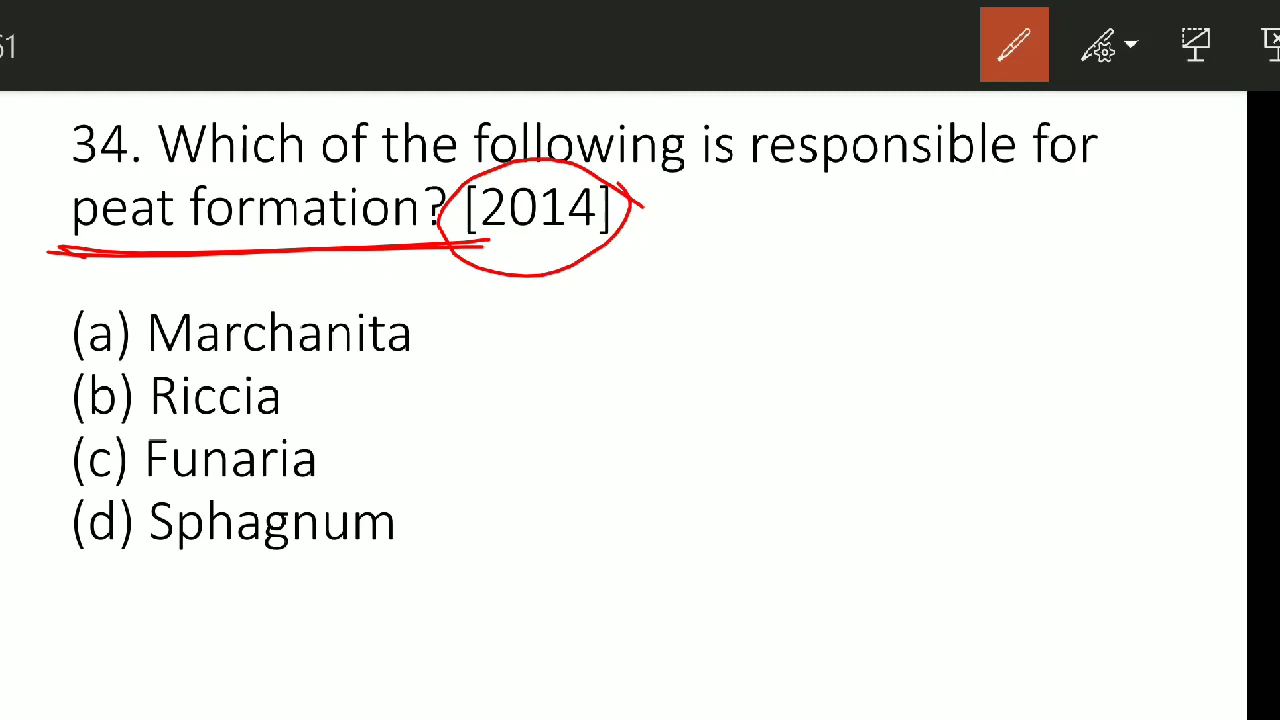 34. Which of the following is responsible for
peat formation? [2014]
(a) Marchanita
(b) Riccia
(c) Funaria
(d) Sphagnum